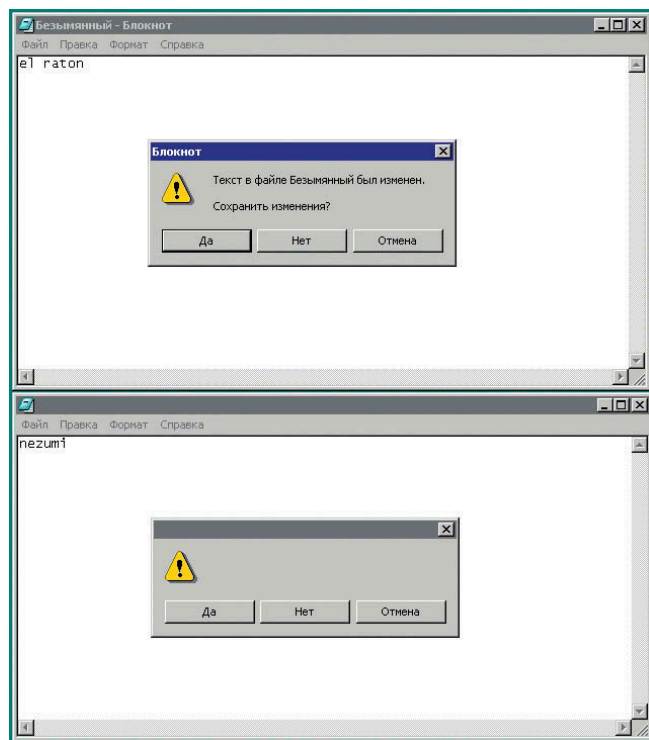 Безымянный - Блокнот
Файл Правка Формат Справка
el raton
Блокнот
Текст в файле Безымянный был изменен.
Сохранить изменения?
Да Нет Отмена
Файл Правка Формат Справка
nezumi
Да Нет Отмена